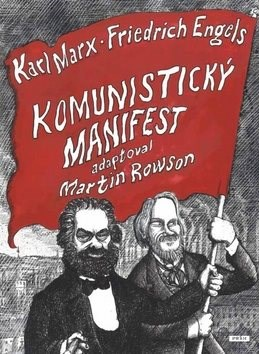 Karl Marx · Friedrich Engels
KOMUNISTICKÝ
MANIFEST
adaptoval
Martin Rowson